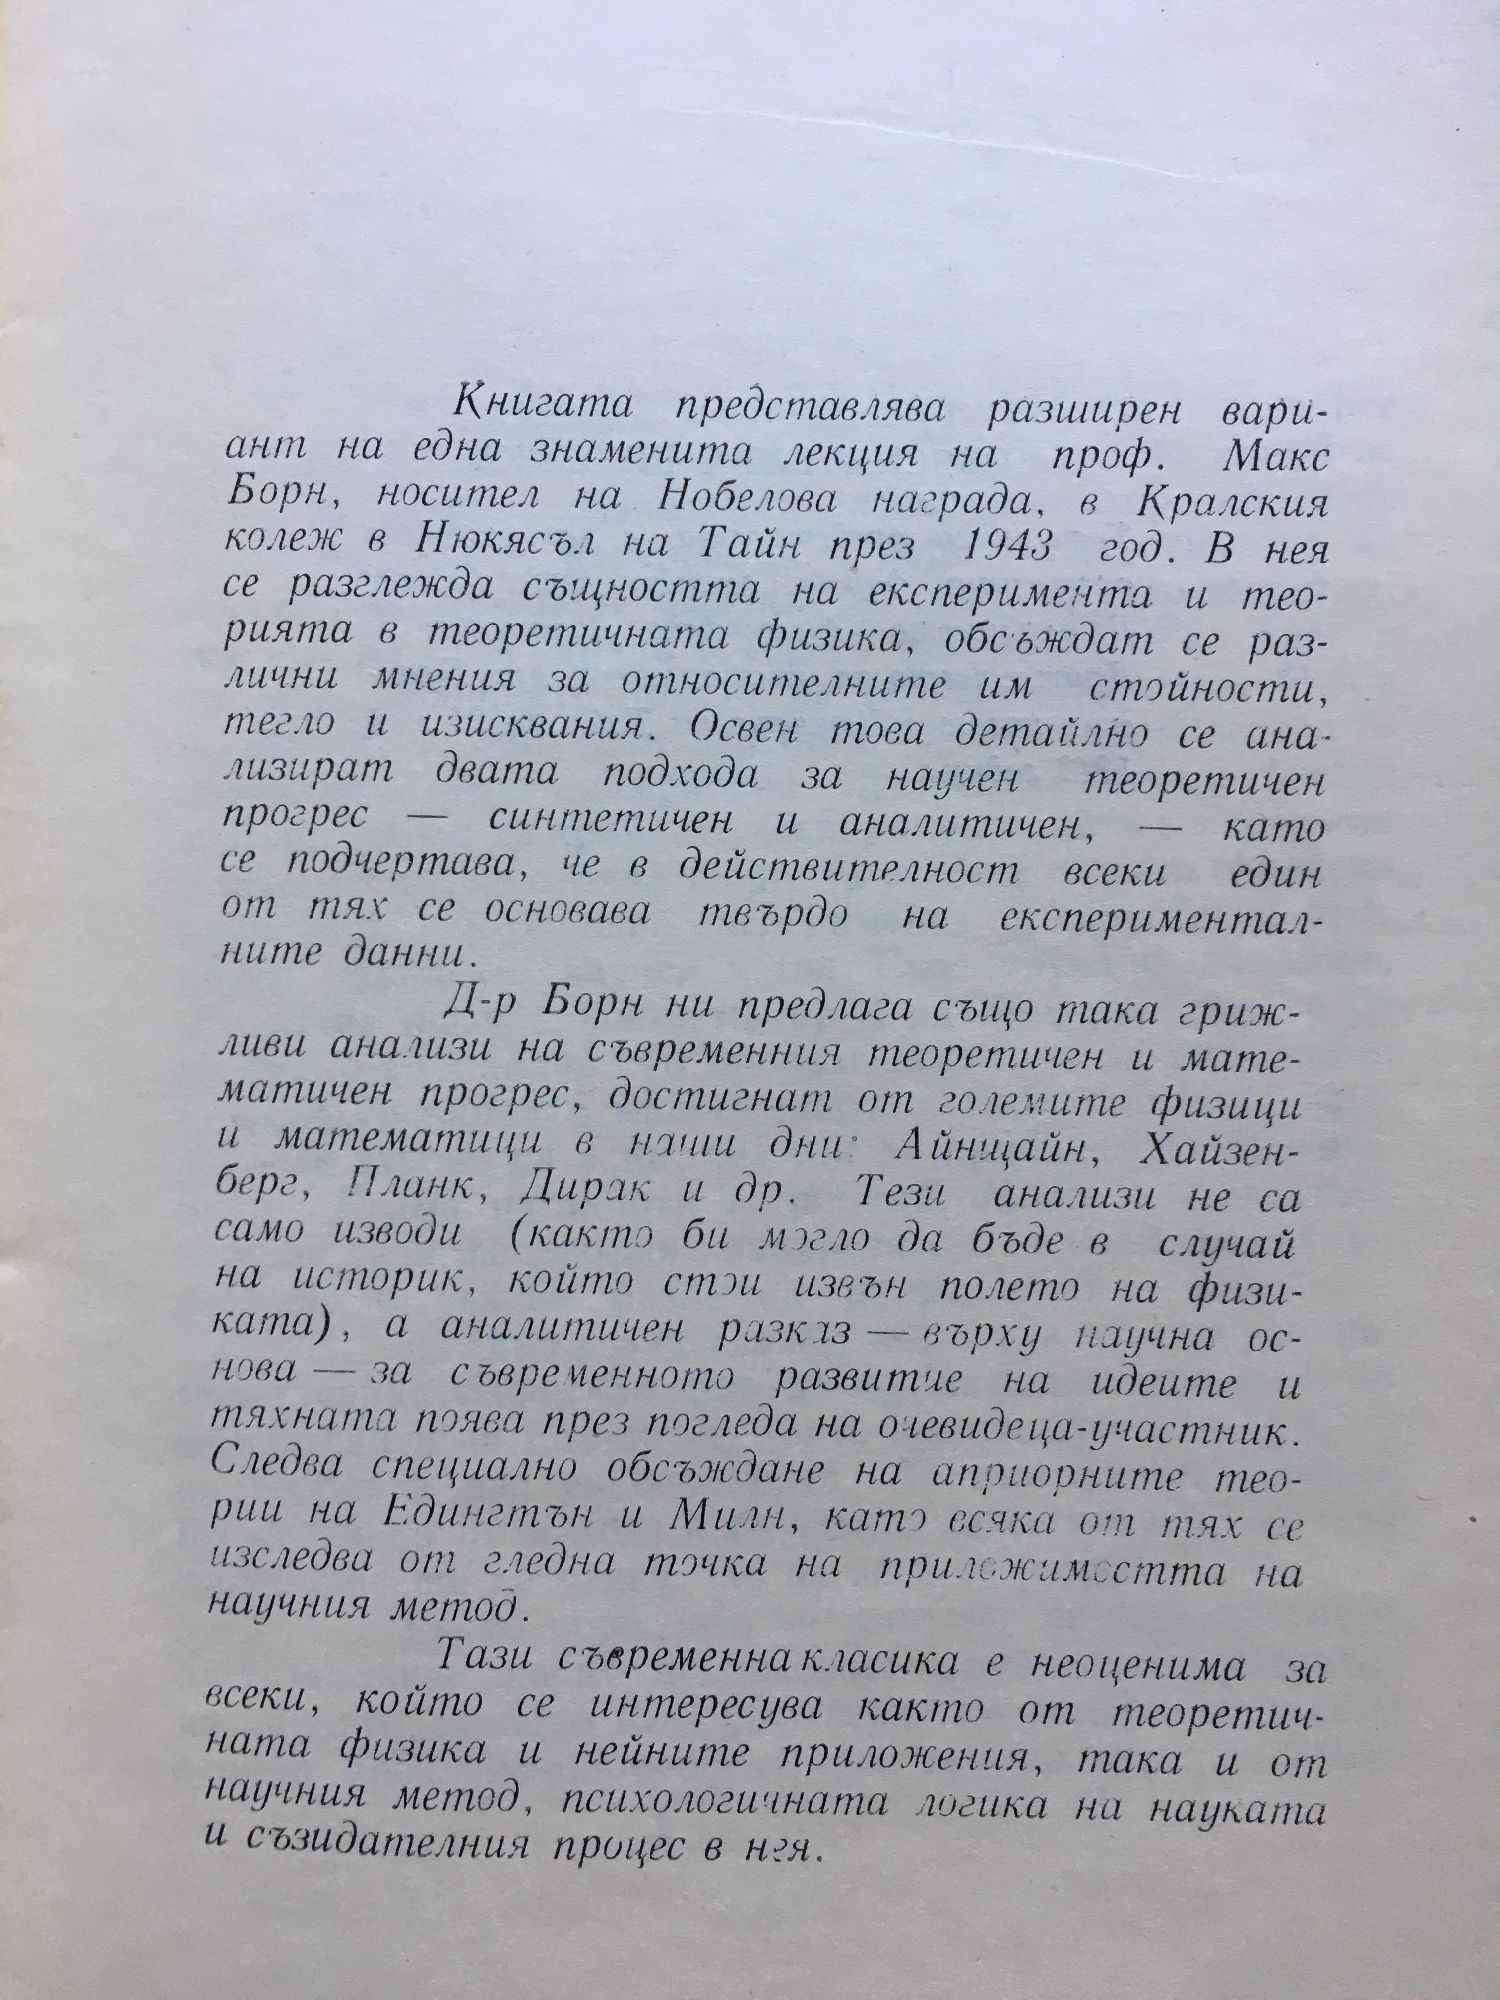 Книгата представлява разширен вари-
ант на една знаменита лекция на проф. Макс
Борн, носител на Нобелова награда, в Кралския
колеж в Нюкясъл на Тайн през 1943 год. В нея
се разглежда същността на експеримента и тео-
рията в теоретичната физика, обсъждат се раз-
лични мнения за относителните им стойности,
тегло и изисквания. Освен това детайлно се ана-
лизират двата подхода за научен теоретичен
прогрес — синтетичен и аналитичен, — като
се подчертава, че в действителност всеки един
от тях се основава твърдо на експериментал-
ните данни.
Д-р Борн ни предлага също така гриж-
ливи анализи на съвременния теоретичен и мате-
матичен прогрес, достигнат от големите физици
и математици в наши дни: Айнщайн, Хайзен-
берг, Планк, Дирак и др. Тези анализи не са
само изводи (както би могло да бъде в случай
на историк, който стои извън полето на физи-
ката), а аналитичен разказ — върху научна ос-
нова — за съвременното развитие на идеите и
тяхната поява през погледа на очевидеца-участник.
Следва специално обсъждане на априорните тео-
рии на Едингтън и Милн, като всяка от тях се
изследва от гледна точка на приложимостта на
научния метод.
Тази съвременна класика е неоценима за
всеки, който се интересува както от теоретич-
ната физика и нейните приложения, така и от
научния метод, психологичната логика на науката
и съзидателния процес в нея.